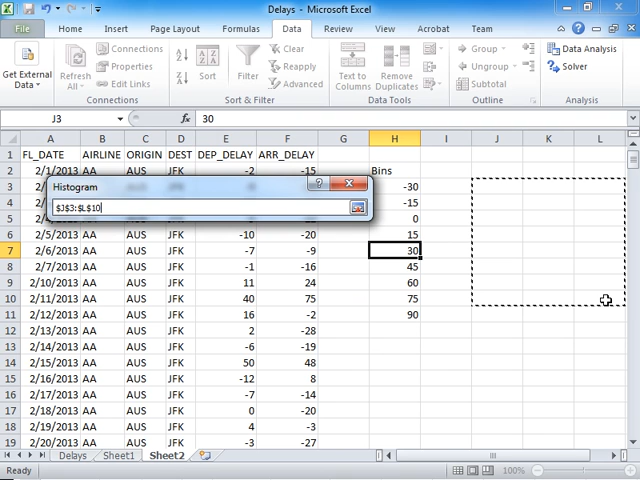 Delays - Microsoft Excel
File Home Insert Page Layout Formulas Data Review View Acrobat Team
Get External Data
Refresh All
Connections
Properties
Edit Links
Connections
Sort
Filter
Clear
Reapply
Advanced
Sort & Filter
Text to Columns
Remove Duplicates
Data Tools
Group
Ungroup
Subtotal
Outline
Data Analysis
Solver
Analysis
J3 fx 30
A B C D E F G H I J K L
1 FL_DATE AIRLINE ORIGIN DEST DEP_DELAY ARR_DELAY
2 2/1/2013 AA AUS JFK -2 -15 Bins
3 -30
Histogram
$J$3:$L$10
4 -15
5 0
6 2/5/2013 AA AUS JFK -10 -20 15
7 2/6/2013 AA AUS JFK -7 -9 30
8 2/7/2013 AA AUS JFK -1 -16 45
9 2/10/2013 AA AUS JFK 11 24 60
10 2/11/2013 AA AUS JFK 40 75 75
11 2/12/2013 AA AUS JFK 16 -2 90
12 2/13/2013 AA AUS JFK 2 -28
13 2/14/2013 AA AUS JFK -6 -19
14 2/15/2013 AA AUS JFK 50 48
15 2/16/2013 AA AUS JFK -12 8
16 2/17/2013 AA AUS JFK -7 -14
17 2/18/2013 AA AUS JFK 0 -20
18 2/19/2013 AA AUS JFK 4 -3
19 2/20/2013 AA AUS JFK -3 -27
Delays Sheet1 Sheet2
Ready 100%